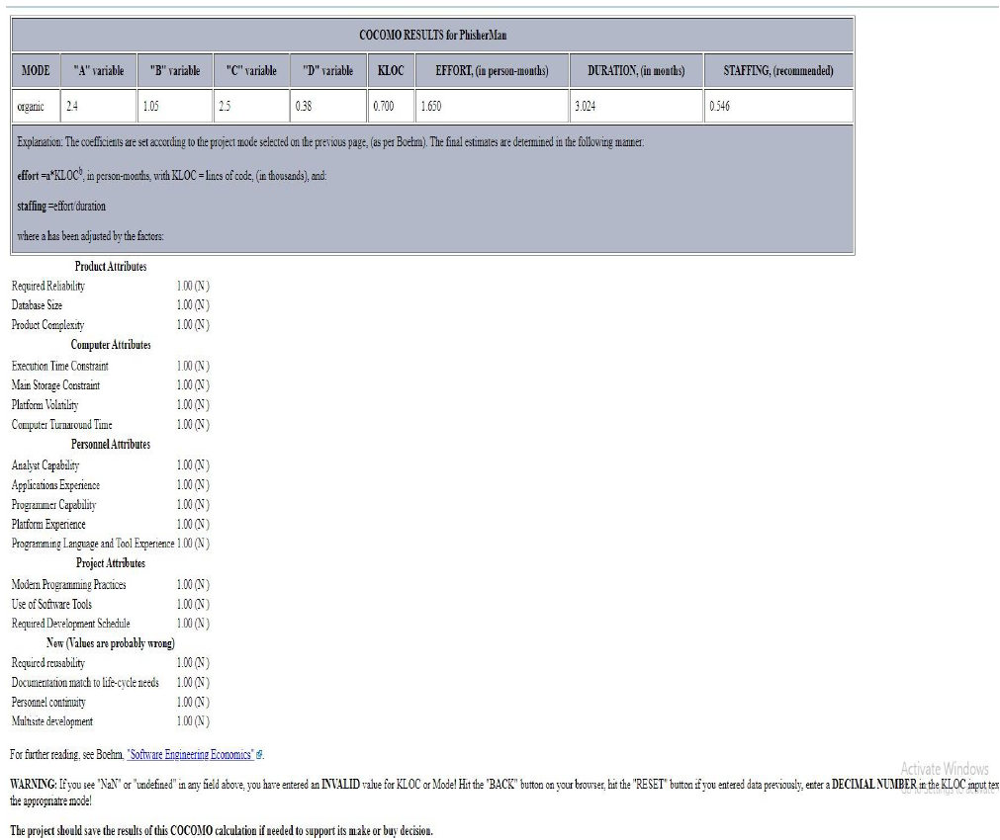 COCOMO RESULTS for PhisherMan
MODE "A" variable "B" variable "C" variable "D" variable KLOC EFFORT, (in person-months) DURATION, (in months) STAFFING, (recommended)
organic 2.4 1.05 2.5 0.38 0.700 1.650 3.024 0.546
Explanation: The coefficients are set according to the project mode selected on the previous page, (as per Boehm). The final estimates are determined in the following manner:
effort =a*KLOC^b, in person-months, with KLOC = lines of code, (in thousands), and:
staffing =effort/duration
where a has been adjusted by the factors:
Product Attributes
Required Reliability 1.00 (N )
Database Size 1.00 (N )
Product Complexity 1.00 (N )
Computer Attributes
Execution Time Constraint 1.00 (N )
Main Storage Constraint 1.00 (N )
Platform Volatility 1.00 (N )
Computer Turnaround Time 1.00 (N )
Personnel Attributes
Analyst Capability 1.00 (N )
Applications Experience 1.00 (N )
Programmer Capability 1.00 (N )
Platform Experience 1.00 (N )
Programming Language and Tool Experience 1.00 (N )
Project Attributes
Modern Programming Practices 1.00 (N )
Use of Software Tools 1.00 (N )
Required Development Schedule 1.00 (N )
New (Values are probably wrong)
Required reusability 1.00 (N )
Documentation match to life-cycle needs 1.00 (N )
Personnel continuity 1.00 (N )
Multisite development 1.00 (N )
For further reading, see Boehm, "Software Engineering Economics".
Activate Windows
WARNING: If you see "NaN" or "undefined" in any field above, you have entered an INVALID value for KLOC or Mode! Hit the "BACK" button on your browser, hit the "RESET" button if you entered data previously, enter a DECIMAL NUMBER in the KLOC input tex
the appropriatre mode!
The project should save the results of this COCOMO calculation if needed to support its make or buy decision.